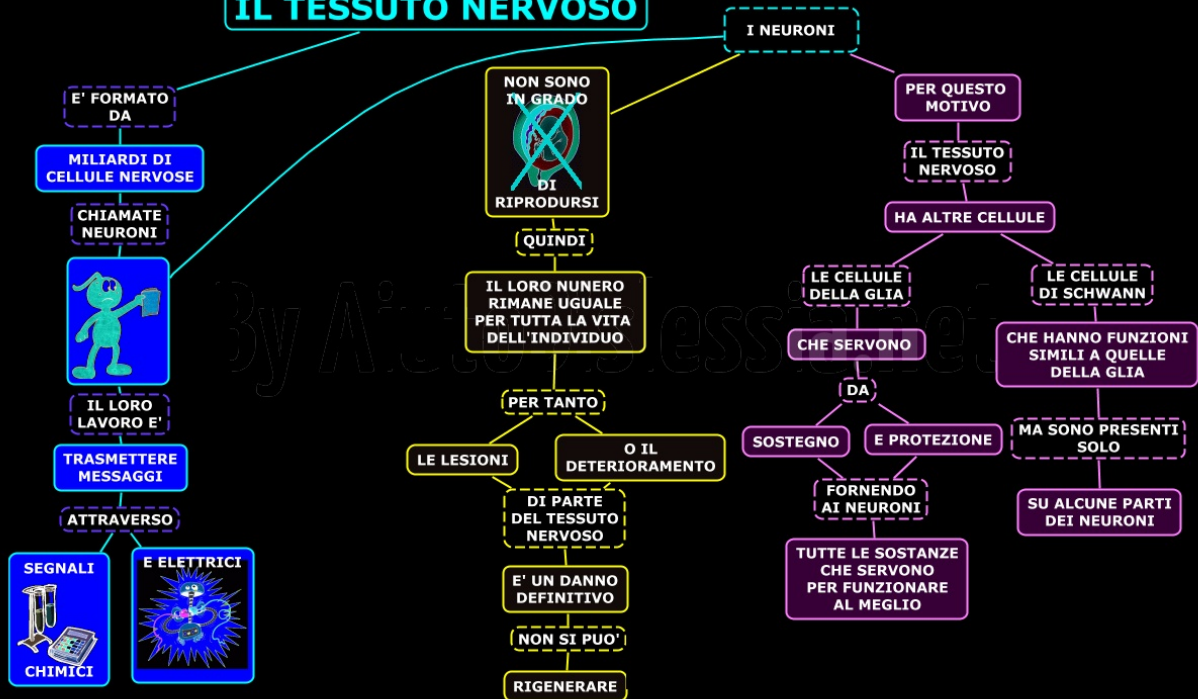 IL TESSUTO NERVOSO
E' FORMATO
DA
MILIARDI DI
CELLULE NERVOSE
CHIAMATE
NEURONI
IL LORO
LAVORO E'
TRASMETTERE
MESSAGGI
ATTRAVERSO
SEGNALI
CHIMICI
E ELETTRICI
I NEURONI
NON SONO
IN GRADO
DI
RIPRODURSI
QUINDI
IL LORO NUNERO
RIMANE UGUALE
PER TUTTA LA VITA
DELL'INDIVIDUO
PER TANTO
LE LESIONI
O IL
DETERIORAMENTO
DI PARTE
DEL TESSUTO
NERVOSO
E' UN DANNO
DEFINITIVO
NON SI PUO'
RIGENERARE
PER QUESTO
MOTIVO
IL TESSUTO
NERVOSO
HA ALTRE CELLULE
LE CELLULE
DELLA GLIA
CHE SERVONO
DA
SOSTEGNO
E PROTEZIONE
FORNENDO
AI NEURONI
TUTTE LE SOSTANZE
CHE SERVONO
PER FUNZIONARE
AL MEGLIO
LE CELLULE
DI SCHWANN
CHE HANNO FUNZIONI
SIMILI A QUELLE
DELLA GLIA
MA SONO PRESENTI
SOLO
SU ALCUNE PARTI
DEI NEURONI
By